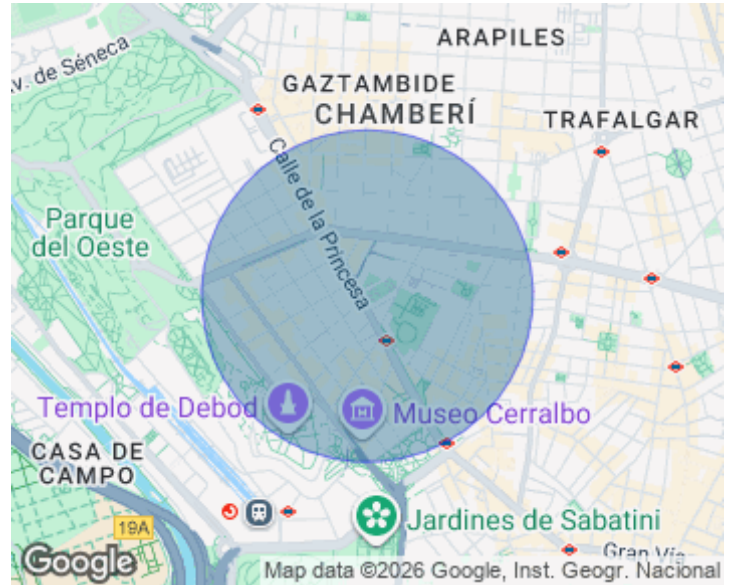 ARAPILES
v. de Séneca
GAZTAMBIDE
CHAMBERÍ
TRAFALGAR
Calle de la Princesa
Parque
del Oeste
Templo de Debod
Museo Cerralbo
CASA DE
CAMPO
19A
Jardines de Sabatini
Gran Vía
Google
Map data ©2026 Google, Inst. Geogr. Nacional